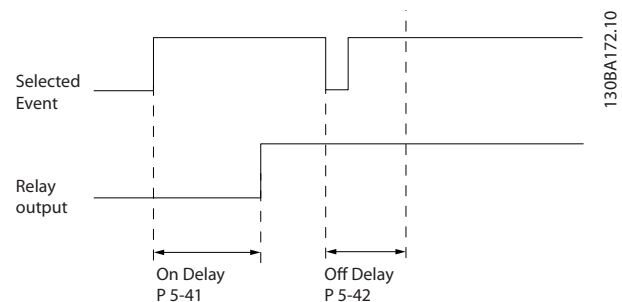 Selected
Event
130BA172.10
Relay
output
On Delay
P 5-41
Off Delay
P 5-42